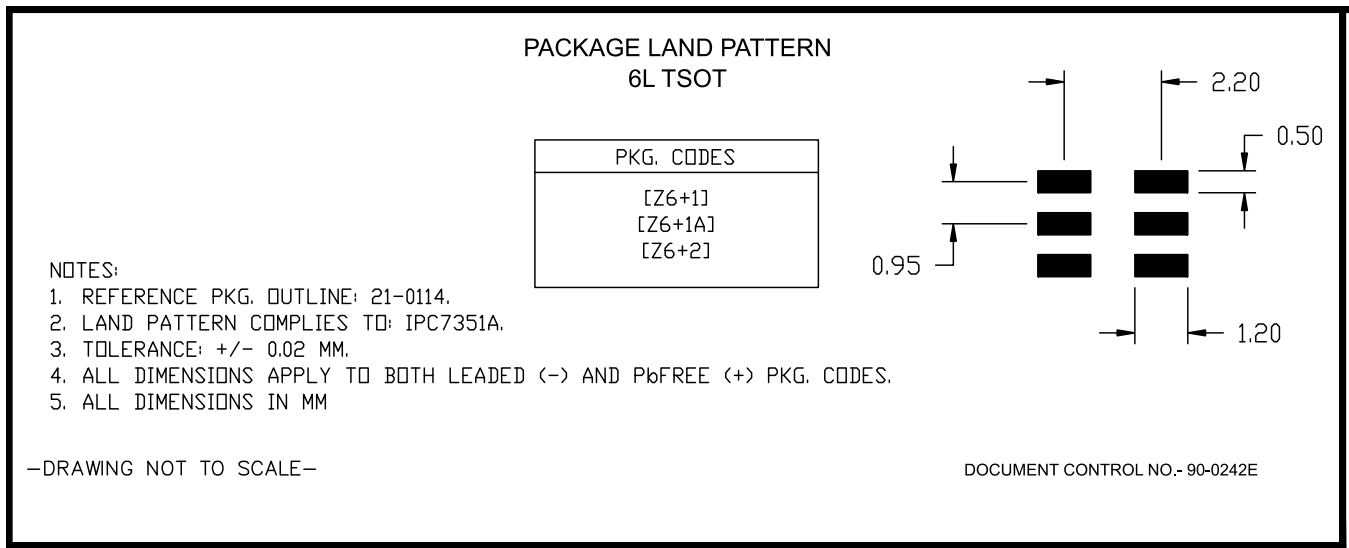 PACKAGE LAND PATTERN
6L TSOT
2.20
0.50
PKG. CODES
[Z6+1]
[Z6+1A]
[Z6+2]
0.95
1.20
NOTES:
1. REFERENCE PKG. OUTLINE: 21-0114.
2. LAND PATTERN COMPLIES TO: IPC7351A.
3. TOLERANCE: +/- 0.02 MM.
4. ALL DIMENSIONS APPLY TO BOTH LEADED (-) AND PbFREE (+) PKG. CODES.
5. ALL DIMENSIONS IN MM
-DRAWING NOT TO SCALE-
DOCUMENT CONTROL NO.- 90-0242E